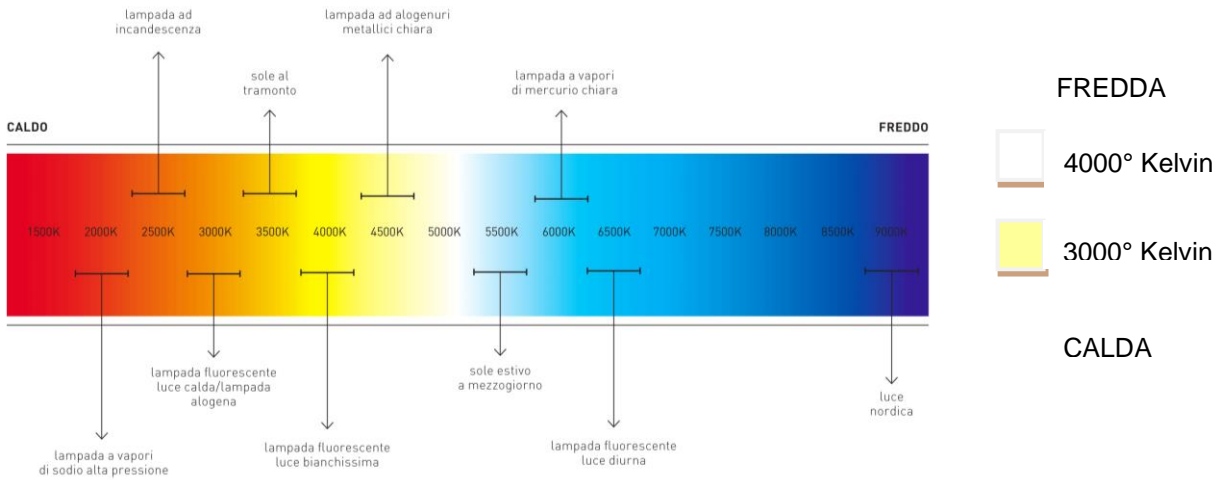 lampada ad
incandescenza
lampada ad alogenuri
metallici chiara
sole al
tramonto
lampada a vapori
di mercurio chiara
CALDO
FREDDO
1500K
2000K
2500K
3000K
3500K
4000K
4500K
5000K
5500K
6000K
6500K
7000K
7500K
8000K
8500K
9000K
lampada fluorescente
luce calda/lampada
alogena
sole estivo
a mezzogiorno
luce
nordica
lampada a vapori
di sodio alta pressione
lampada fluorescente
luce bianchissima
lampada fluorescente
luce diurna
FREDDA
4000° Kelvin
3000° Kelvin
CALDA